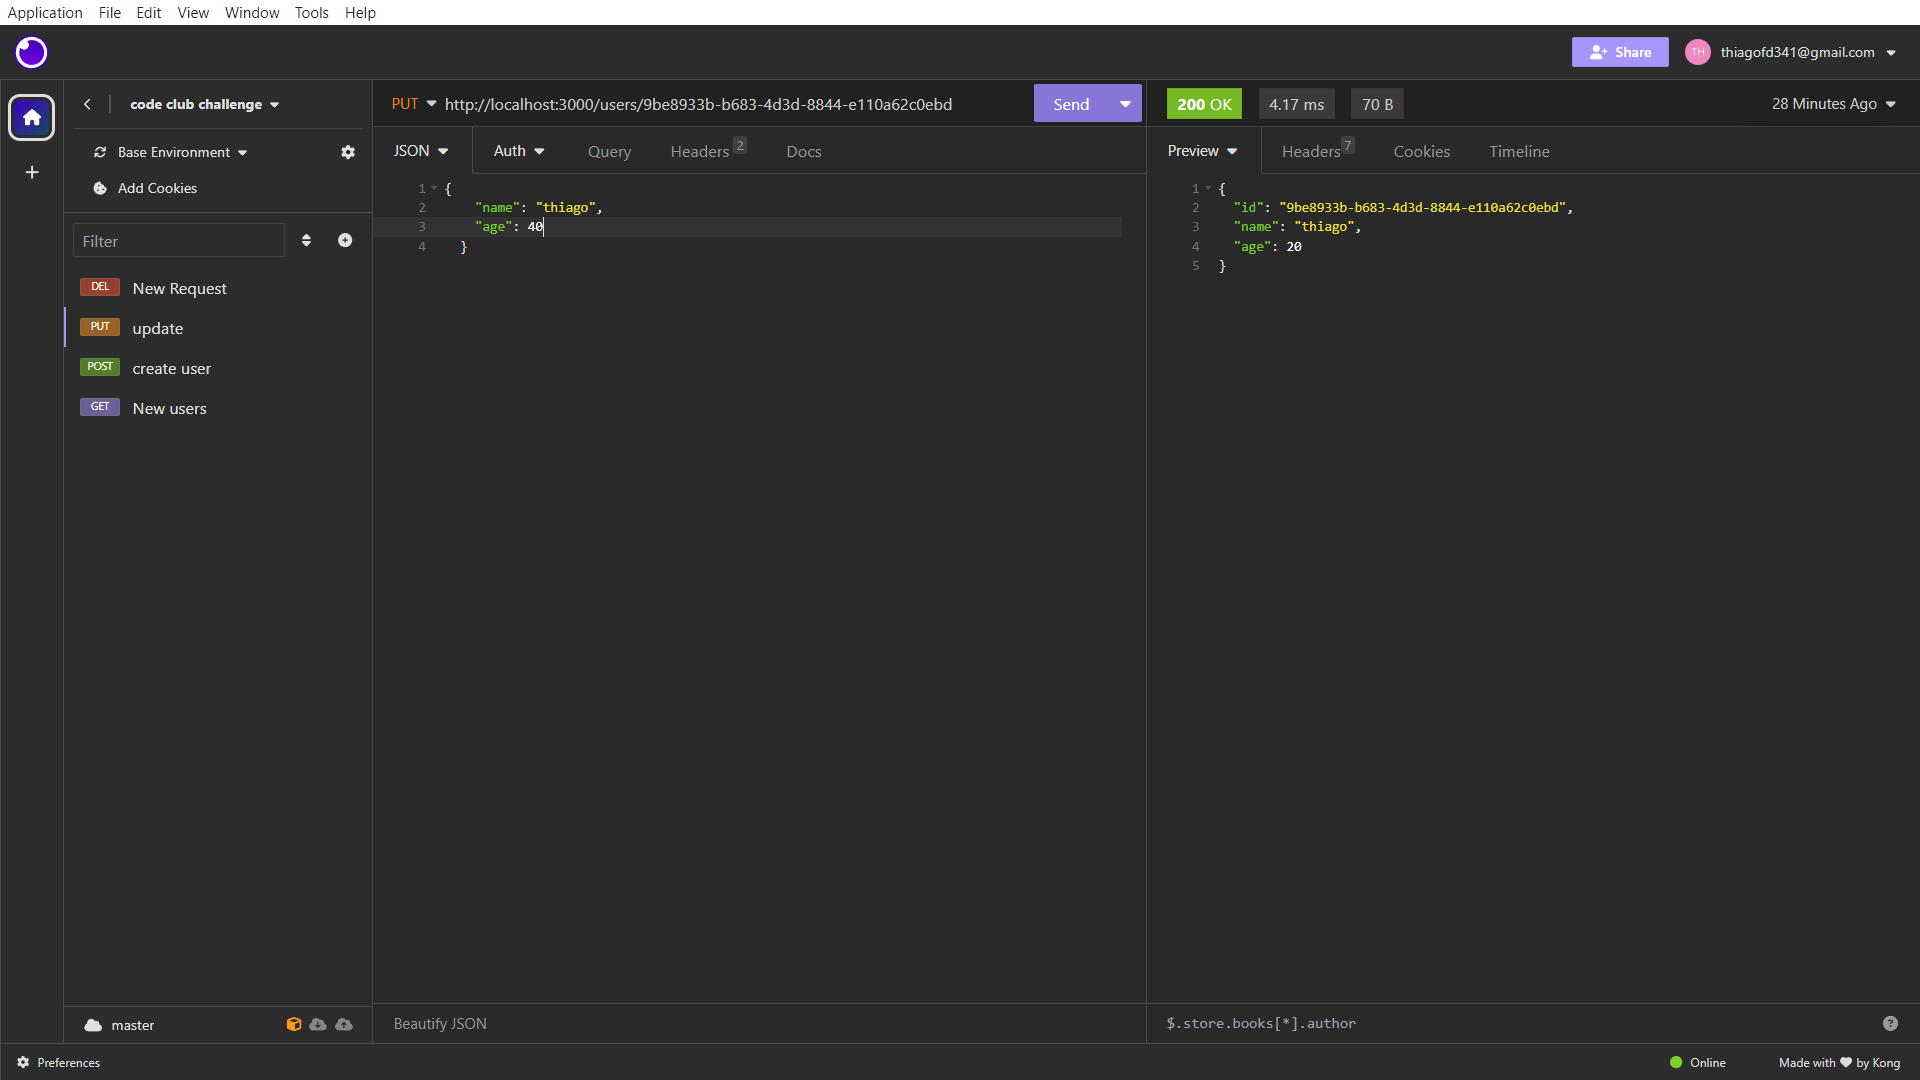 Application File Edit View Window Tools Help
Share TH thiagofd341@gmail.com
code club challenge
PUT http://localhost:3000/users/9be8933b-b683-4d3d-8844-e110a62c0ebd Send
200 OK 4.17 ms 70 B 28 Minutes Ago
Base Environment
Add Cookies
JSON Auth Query Headers 2 Docs
Preview Headers 7 Cookies Timeline
Filter
DEL New Request
PUT update
POST create user
GET New users
1 {
2 "name": "thiago",
3 "age": 40
4 }
1 {
2 "id": "9be8933b-b683-4d3d-8844-e110a62c0ebd",
3 "name": "thiago",
4 "age": 20
5 }
master
Beautify JSON
$.store.books[*].author
Preferences
Online Made with ♥ by Kong